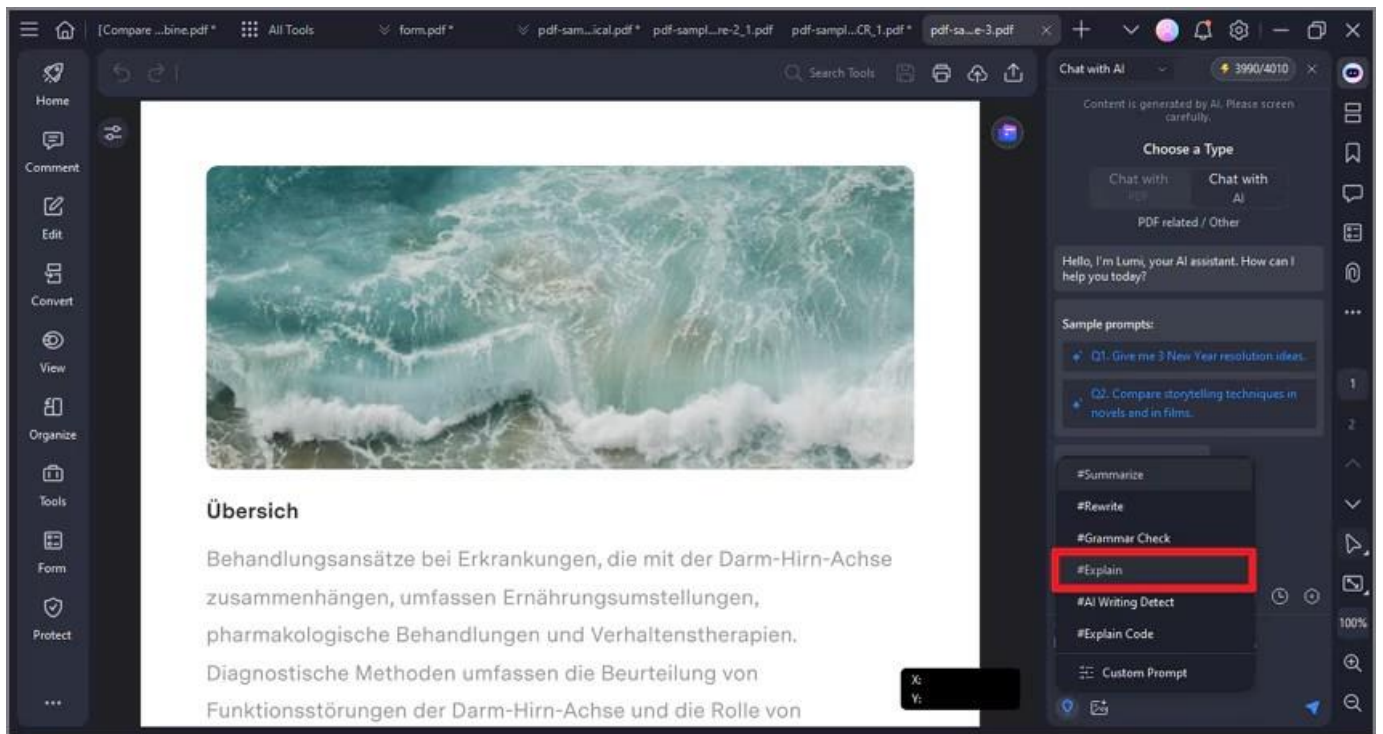 [Compare ...bine.pdf *
All Tools
form.pdf *
pdf-sam...ical.pdf *
pdf-sampl...re-2_1.pdf
pdf-sampl...CR_1.pdf *
pdf-sa...e-3.pdf
Home
Comment
Edit
Convert
View
Organize
Tools
Form
Protect
Search Tools
Übersich
Behandlungsansätze bei Erkrankungen, die mit der Darm-Hirn-Achse
zusammenhängen, umfassen Ernährungsumstellungen,
pharmakologische Behandlungen und Verhaltenstherapien.
Diagnostische Methoden umfassen die Beurteilung von
Funktionsstörungen der Darm-Hirn-Achse und die Rolle von
X:
Y:
Chat with AI
3990/4010
Content is generated by AI. Please screen
carefully.
Choose a Type
Chat with
PDF
Chat with
AI
PDF related / Other
Hello, I'm Lumi, your AI assistant. How can I
help you today?
Sample prompts:
Q1. Give me 3 New Year resolution ideas.
Q2. Compare storytelling techniques in
novels and in films.
#Summarize
#Rewrite
#Grammar Check
#Explain
#AI Writing Detect
#Explain Code
Custom Prompt
1
2
100%